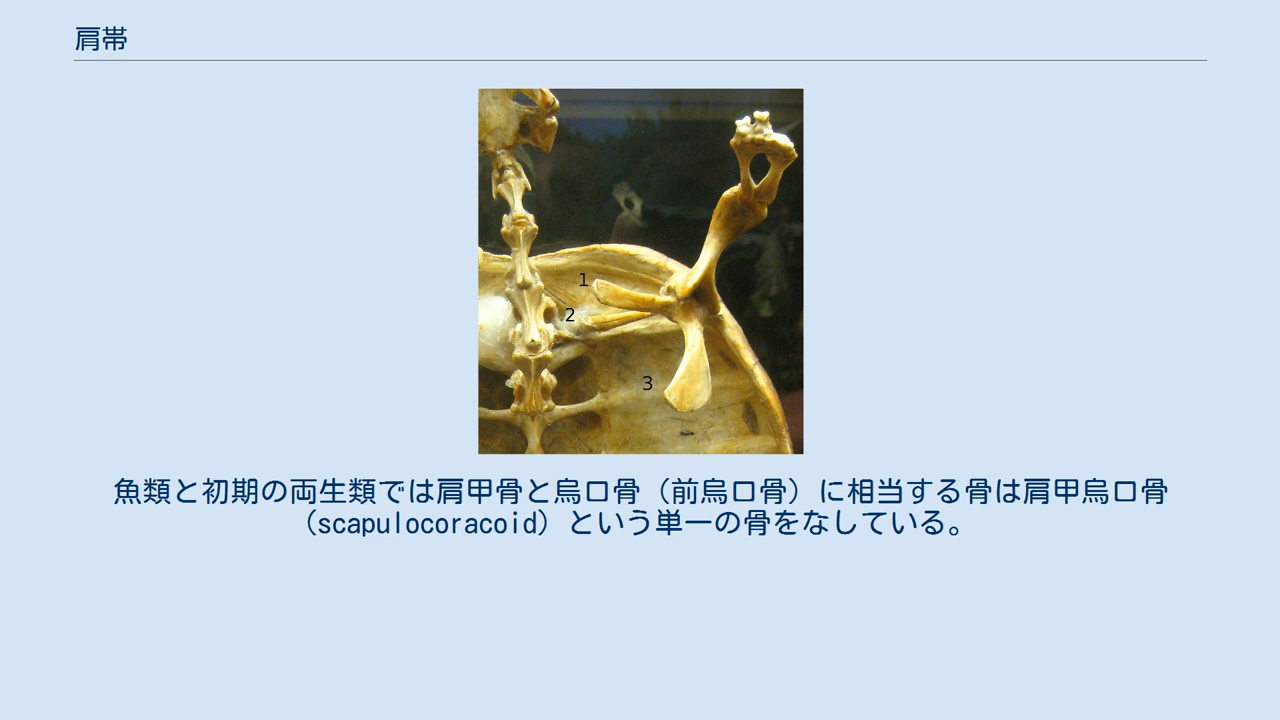 肩帯
1
2
3
魚類と初期の両生類では肩甲骨と烏口骨（前烏口骨）に相当する骨は肩甲烏口骨
（scapulocoracoid）という単一の骨をなしている。